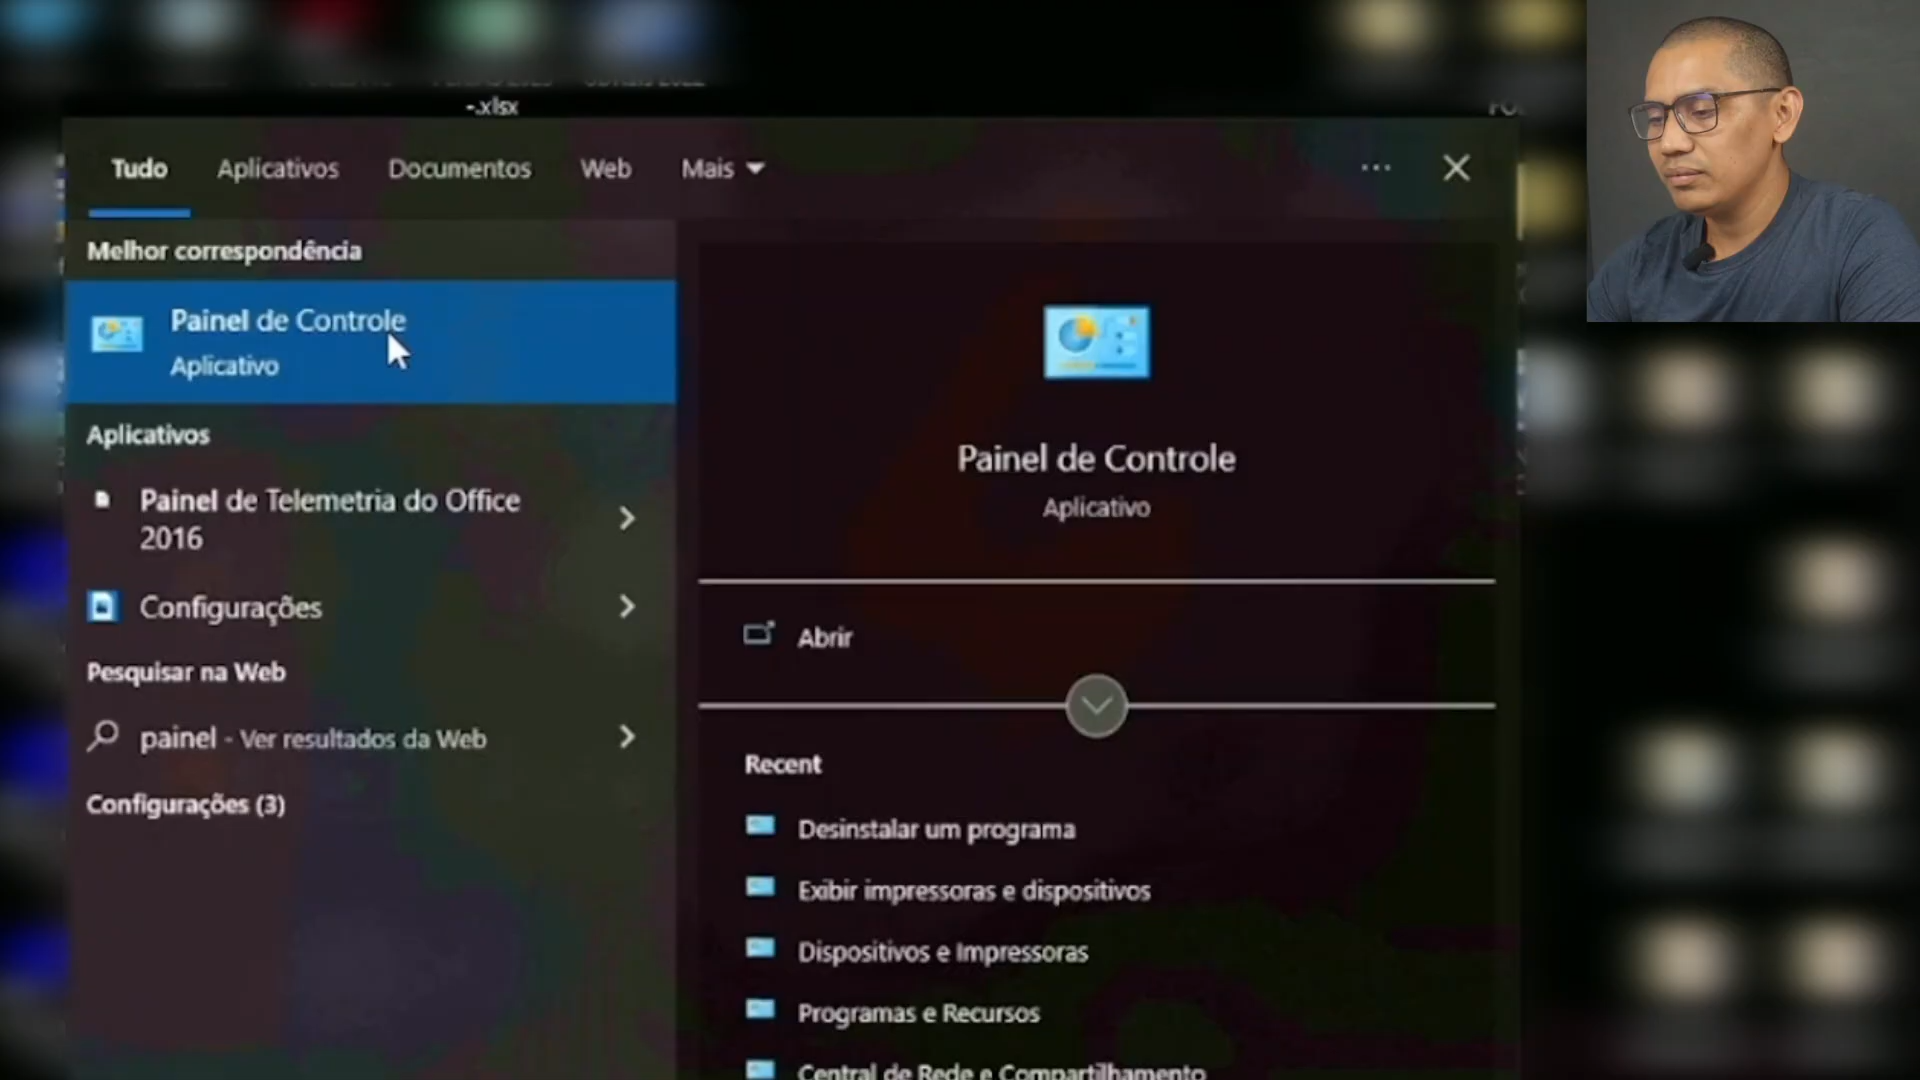 -.xlsx
Tudo Aplicativos Documentos Web Mais
Melhor correspondência
Painel de Controle
Aplicativo
Aplicativos
Painel de Telemetria do Office
2016
Configurações
Pesquisar na Web
painel - Ver resultados da Web
Configurações (3)
Painel de Controle
Aplicativo
Abrir
Recent
Desinstalar um programa
Exibir impressoras e dispositivos
Dispositivos e Impressoras
Programas e Recursos
Central de Rede e Compartilhamento